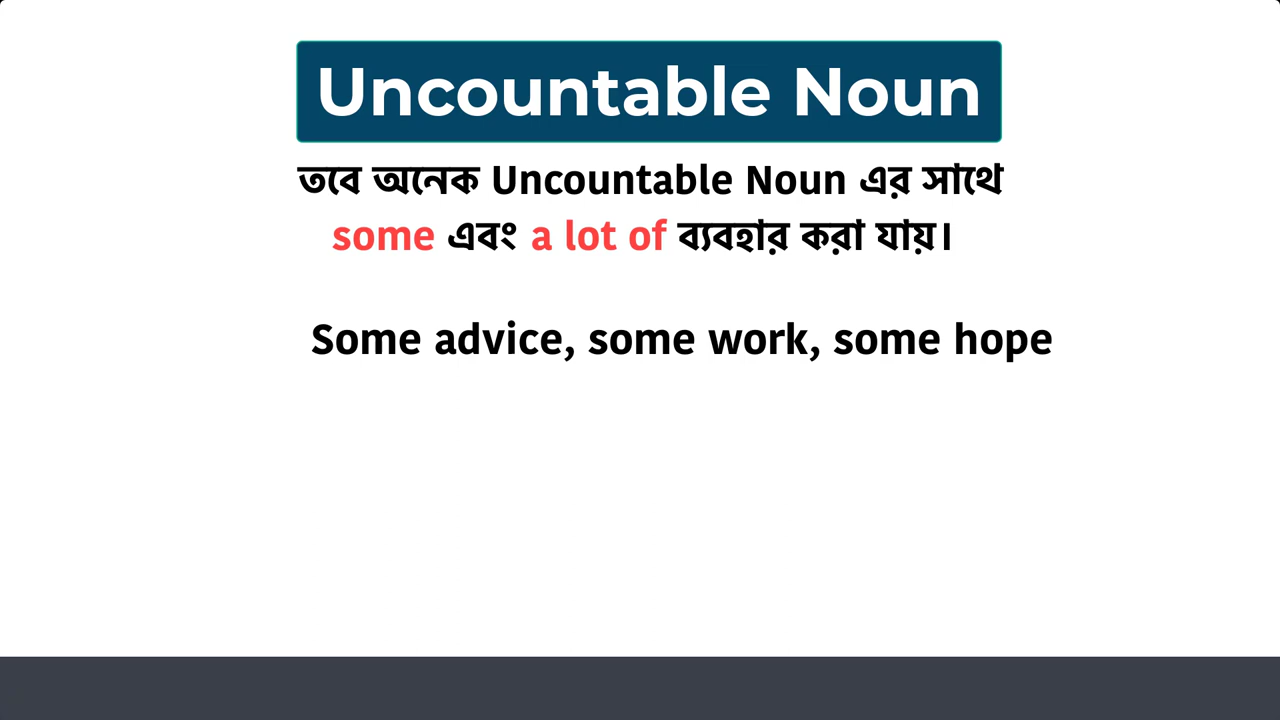 Uncountable Noun
তবে অনেক Uncountable Noun এর সাথে
some এবং a lot of ব্যবহার করা যায়।
Some advice, some work, some hope